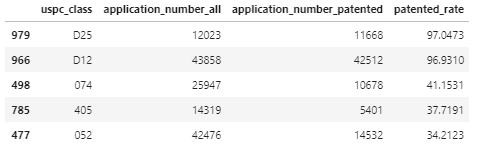 uspc_class application_number_all application_number_patented patented_rate
979 D25 12023 11668 97.0473
966 D12 43858 42512 96.9310
498 074 25947 10678 41.1531
785 405 14319 5401 37.7191
477 052 42476 14532 34.2123